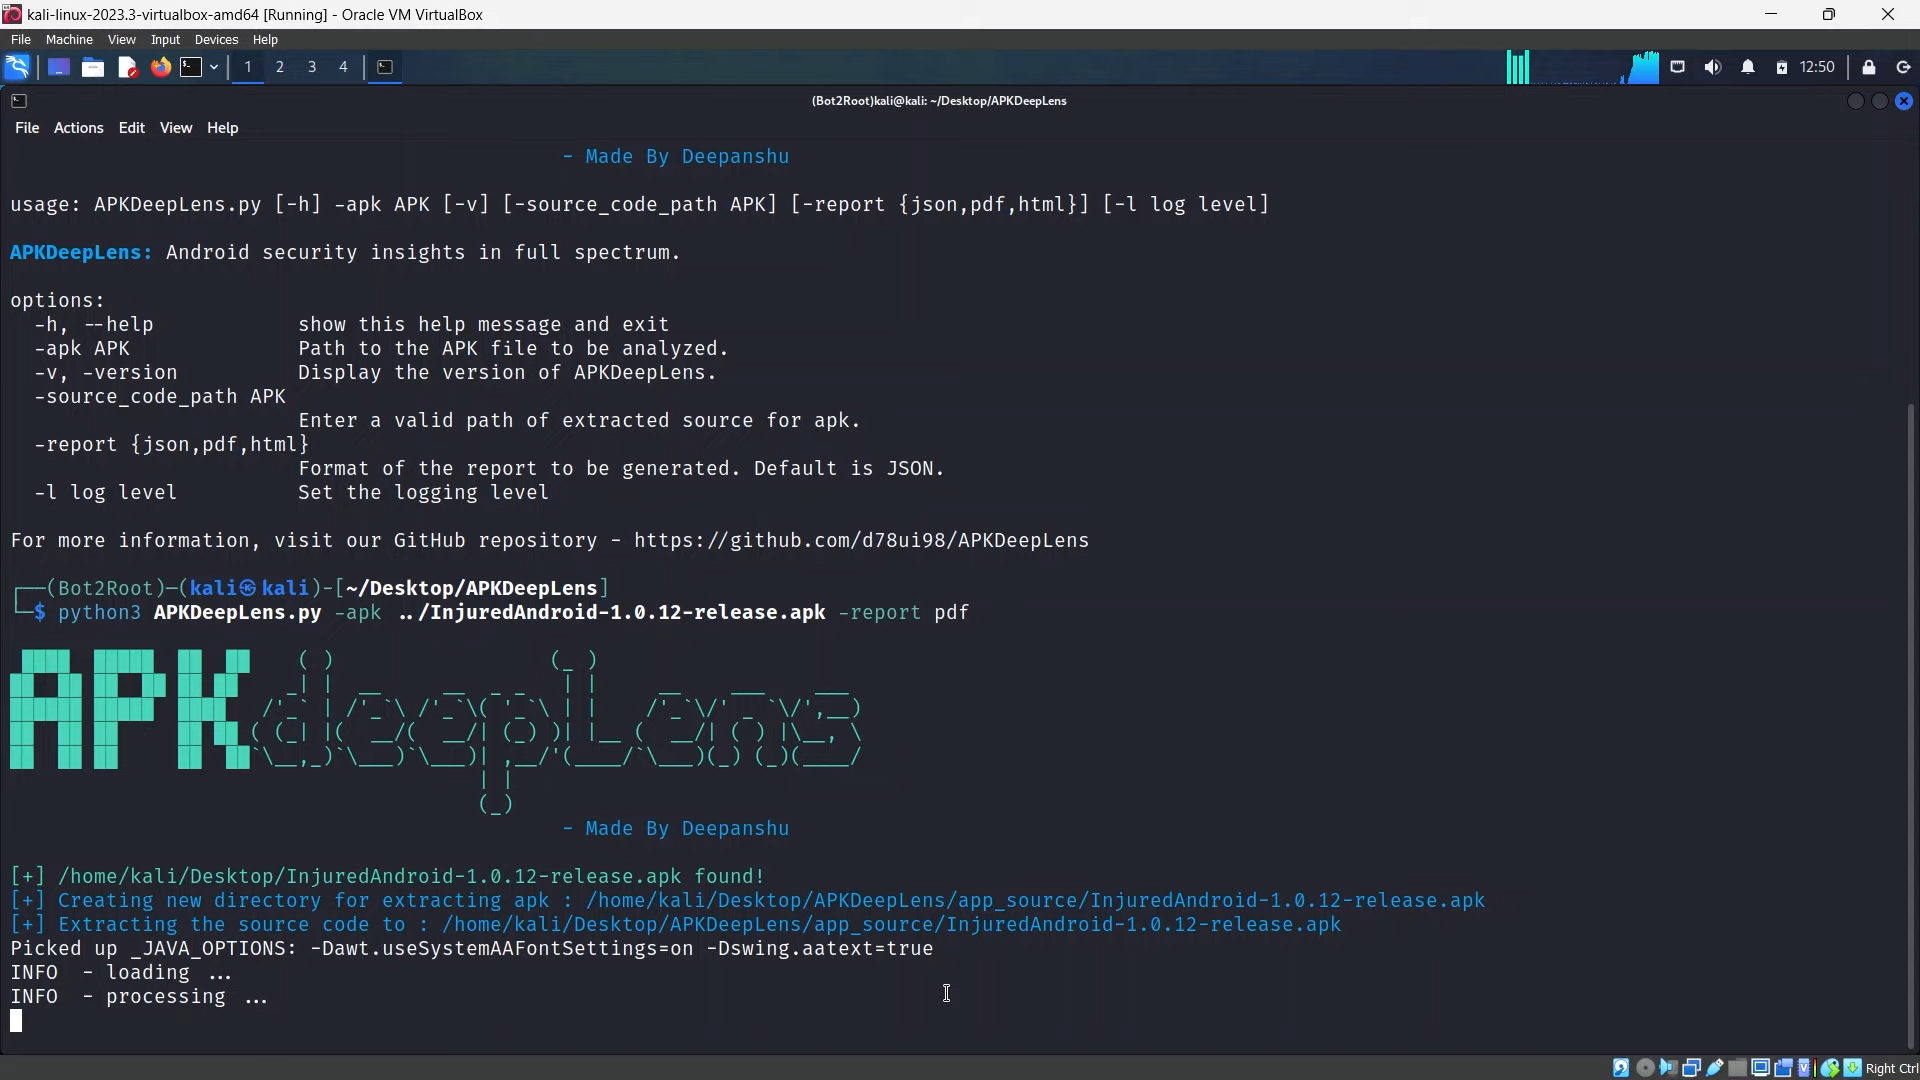 kali-linux-2023.3-virtualbox-amd64 [Running] - Oracle VM VirtualBox
File Machine View Input Devices Help
1 2 3 4 12:50
(Bot2Root)kali@kali: ~/Desktop/APKDeepLens
File Actions Edit View Help
- Made By Deepanshu
usage: APKDeepLens.py [-h] -apk APK [-v] [-source_code_path APK] [-report {json,pdf,html}] [-l log level]
APKDeepLens: Android security insights in full spectrum.
options:
-h, --help show this help message and exit
-apk APK Path to the APK file to be analyzed.
-v, -version Display the version of APKDeepLens.
-source_code_path APK
Enter a valid path of extracted source for apk.
-report {json,pdf,html}
Format of the report to be generated. Default is JSON.
-l log level Set the logging level
For more information, visit our GitHub repository - https://github.com/d78ui98/APKDeepLens
┌──(Bot2Root)─(kali㉿kali)-[~/Desktop/APKDeepLens]
└─$ python3 APKDeepLens.py -apk ../InjuredAndroid-1.0.12-release.apk -report pdf
APKdeepLens
- Made By Deepanshu
[+] /home/kali/Desktop/InjuredAndroid-1.0.12-release.apk found!
[+] Creating new directory for extracting apk : /home/kali/Desktop/APKDeepLens/app_source/InjuredAndroid-1.0.12-release.apk
[+] Extracting the source code to : /home/kali/Desktop/APKDeepLens/app_source/InjuredAndroid-1.0.12-release.apk
Picked up _JAVA_OPTIONS: -Dawt.useSystemAAFontSettings=on -Dswing.aatext=true
INFO - loading ...
INFO - processing ...
Right Ctrl